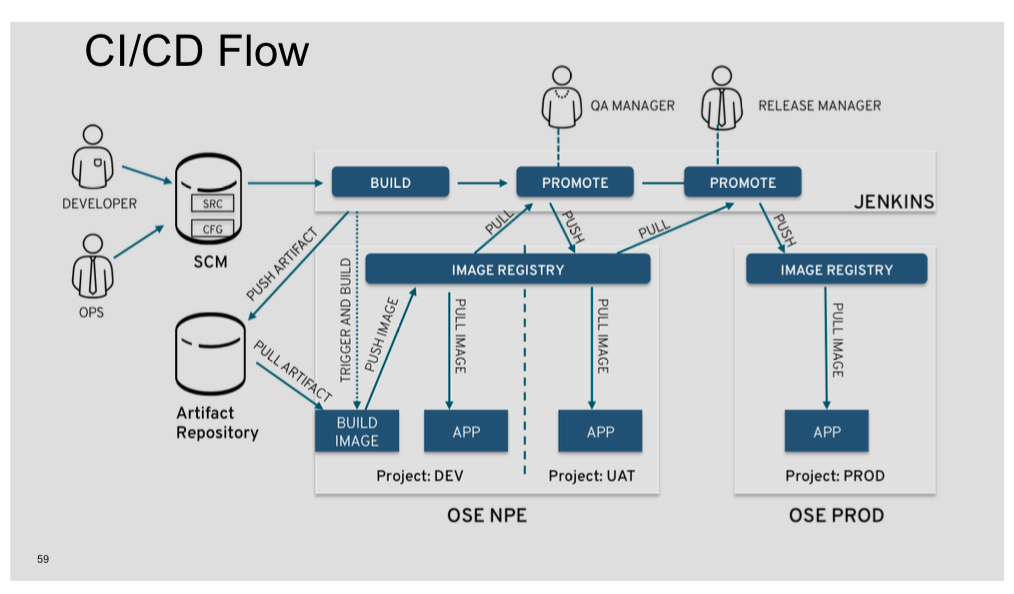 CI/CD Flow
QA MANAGER
RELEASE MANAGER
DEVELOPER
SRC
CFG
SCM
OPS
BUILD
PROMOTE
PROMOTE
JENKINS
PUSH ARTIFACT
TRIGGER AND BUILD
PULL
PUSH
PULL
PUSH
IMAGE REGISTRY
IMAGE REGISTRY
PULL ARTIFACT
PUSH IMAGE
PULL IMAGE
PULL IMAGE
PULL IMAGE
Artifact
Repository
BUILD
IMAGE
APP
APP
APP
Project: DEV
Project: UAT
Project: PROD
OSE NPE
OSE PROD
59